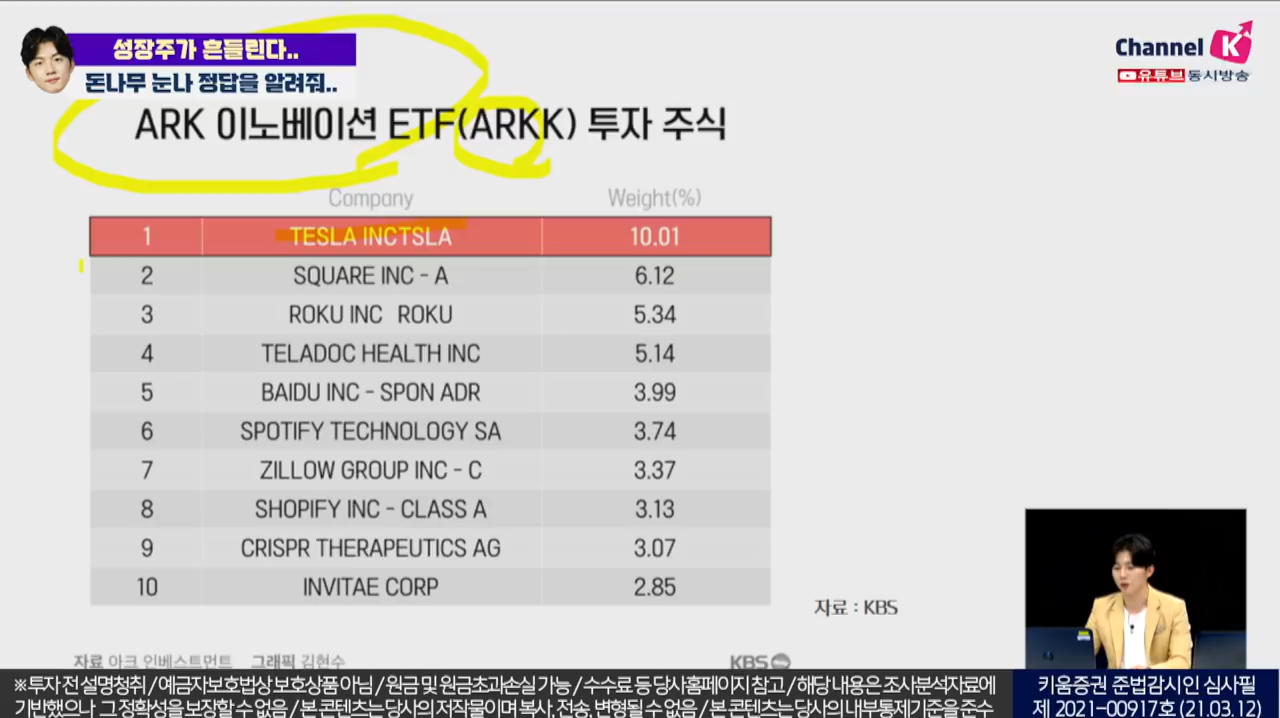 성장주가 흔들린다..
돈나무 눈나 정답을 알려줘..
Channel K
유튜브 동시방송
ARK 이노베이션 ETF(ARKK) 투자 주식
Company Weight(%)
1 TESLA INCTSLA 10.01
2 SQUARE INC - A 6.12
3 ROKU INC ROKU 5.34
4 TELADOC HEALTH INC 5.14
5 BAIDU INC - SPON ADR 3.99
6 SPOTIFY TECHNOLOGY SA 3.74
7 ZILLOW GROUP INC - C 3.37
8 SHOPIFY INC - CLASS A 3.13
9 CRISPR THERAPEUTICS AG 3.07
10 INVITAE CORP 2.85
자료 : KBS
자료 아크 인베스트먼트 그래픽 김현수 KBS
※투자 전 설명청취 / 예금자보호법상 보호상품 아님 / 원금 및 원금초과손실 가능 / 수수료 등 당사홈페이지 참고 / 해당 내용은 조사분석자료에
기반했으나 그 정확성을 보장할 수 없음 / 본 콘텐츠는 당사의 저작물이며 복사, 전송, 변형될 수 없음 / 본 콘텐츠는 당사의 내부통제기준을 준수
키움증권 준법감시인 심사필
제 2021-00917호 (21.03.12)